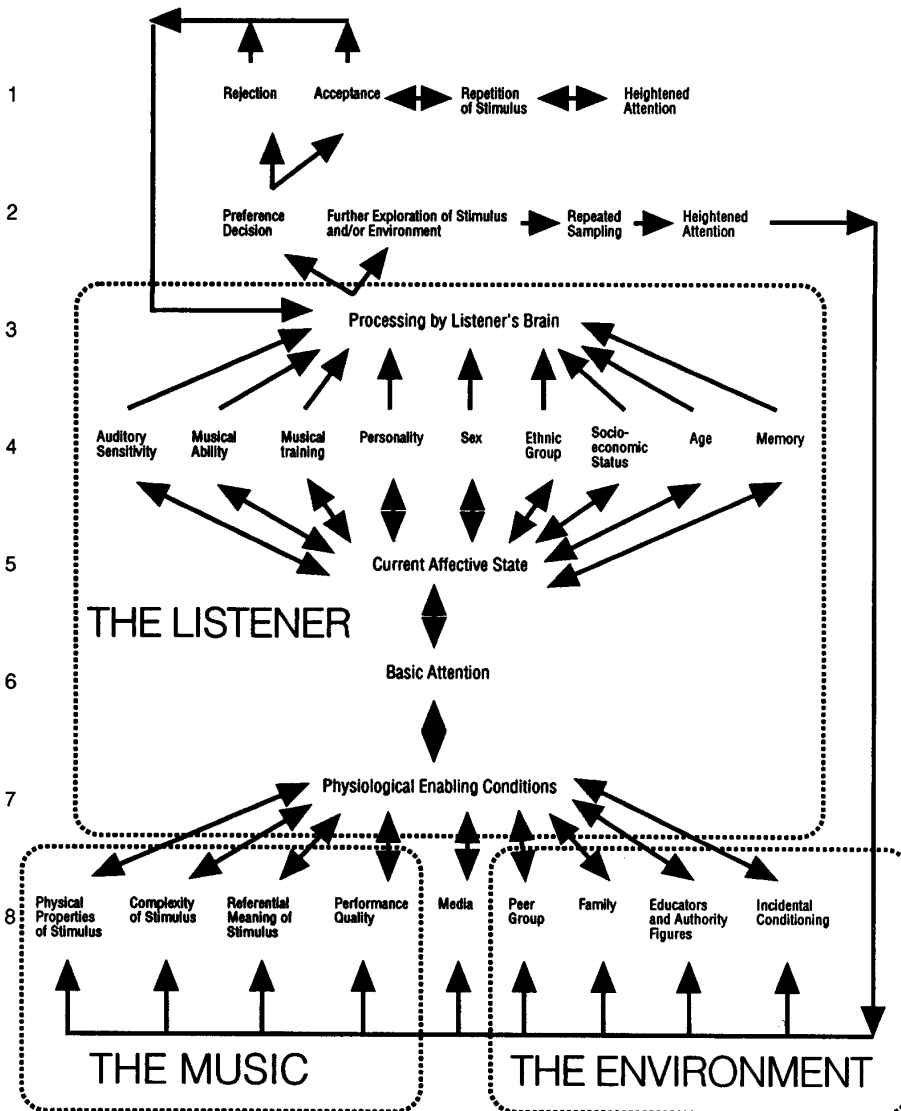 1
Rejection
Acceptance
Repetition
of Stimulus
Heightened
Attention
2
Preference
Decision
Further Exploration of Stimulus
and/or Environment
Repeated
Sampling
Heightened
Attention
3
Processing by Listener's Brain
4
Auditory
Sensitivity
Musical
Ability
Musical
training
Personality
Sex
Ethnic
Group
Socio-
economic
Status
Age
Memory
5
Current Affective State
THE LISTENER
6
Basic Attention
7
Physiological Enabling Conditions
8
Physical
Properties
of Stimulus
Complexity
of Stimulus
Referential
Meaning of
Stimulus
Performance
Quality
Media
Peer
Group
Family
Educators
and Authority
Figures
Incidental
Conditioning
THE MUSIC
THE ENVIRONMENT